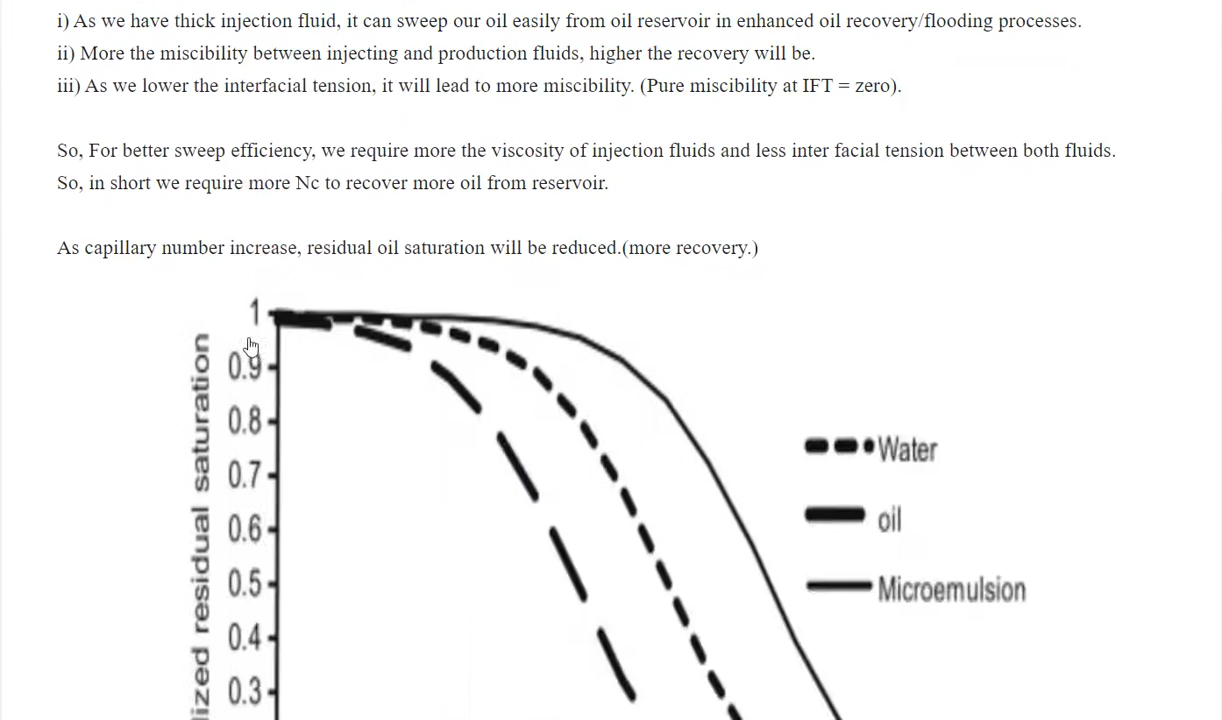 i) As we have thick injection fluid, it can sweep our oil easily from oil reservoir in enhanced oil recovery/flooding processes.
ii) More the miscibility between injecting and production fluids, higher the recovery will be.
iii) As we lower the interfacial tension, it will lead to more miscibility. (Pure miscibility at IFT = zero).
So, For better sweep efficiency, we require more the viscosity of injection fluids and less inter facial tension between both fluids.
So, in short we require more Nc to recover more oil from reservoir.
As capillary number increase, residual oil saturation will be reduced.(more recovery.)
lized residual saturation
1
0.9
0.8
0.7
0.6
0.5
0.4
0.3
Water
oil
Microemulsion